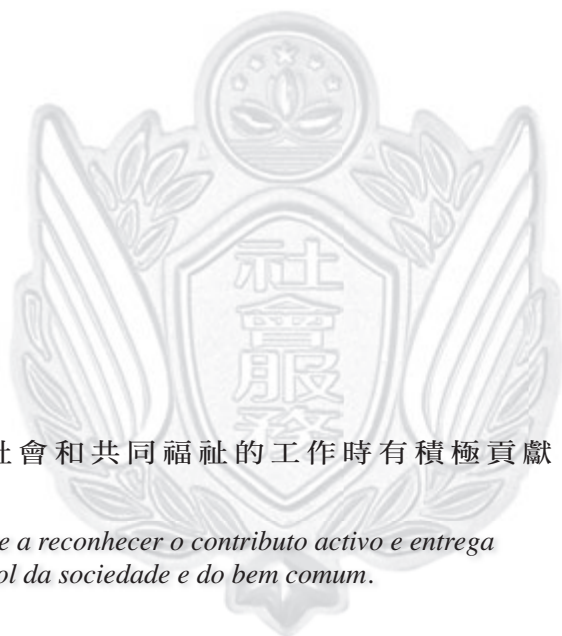 社
會
服
務
社會和共同福祉的工作時有積極貢獻
e a reconhecer o contributo activo e entrega
ol da sociedade e do bem comum.